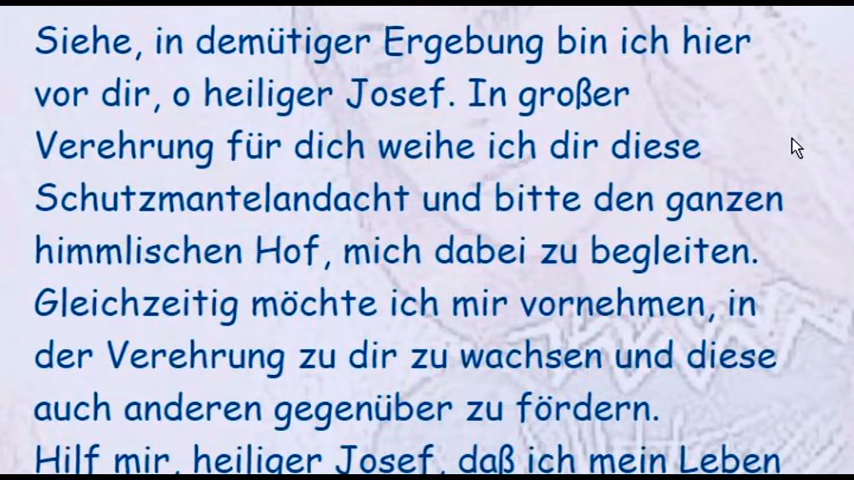 Siehe, in demütiger Ergebung bin ich hier
vor dir, o heiliger Josef. In großer
Verehrung für dich weihe ich dir diese
Schutzmantelandacht und bitte den ganzen
himmlischen Hof, mich dabei zu begleiten.
Gleichzeitig möchte ich mir vornehmen, in
der Verehrung zu dir zu wachsen und diese
auch anderen gegenüber zu fördern.
Hilf mir, heiliger Josef, daß ich mein Leben